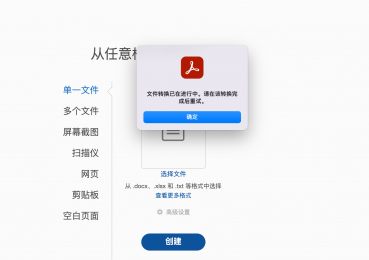 从任意格
单一文件
多个文件
屏幕截图
扫描仪
网页
剪贴板
空白页面
文件转换已在进行中。请在该转换完
成后重试。
确定
选择文件
从 .docx、.xlsx 和 .txt 等格式中选择
查看更多格式
高级设置
创建